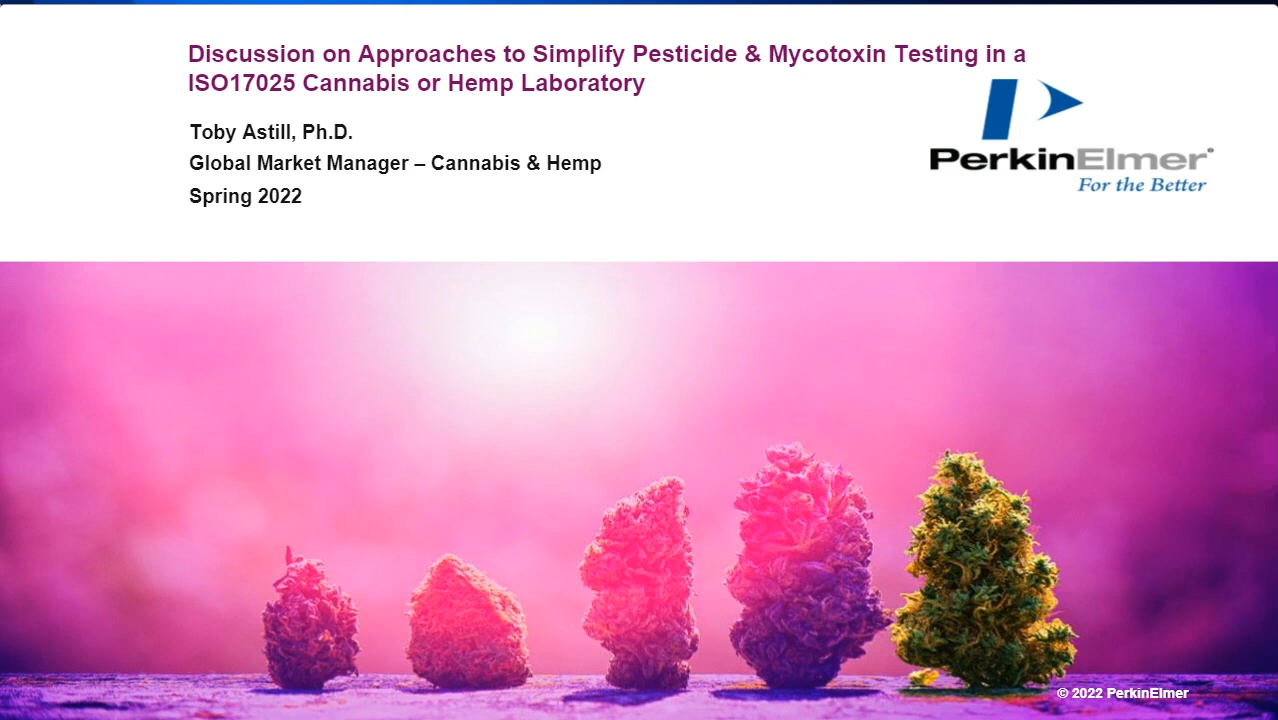 Discussion on Approaches to Simplify Pesticide & Mycotoxin Testing in a
ISO17025 Cannabis or Hemp Laboratory
Toby Astill, Ph.D.
Global Market Manager – Cannabis & Hemp
Spring 2022
PerkinElmer®
For the Better
© 2022 PerkinElmer